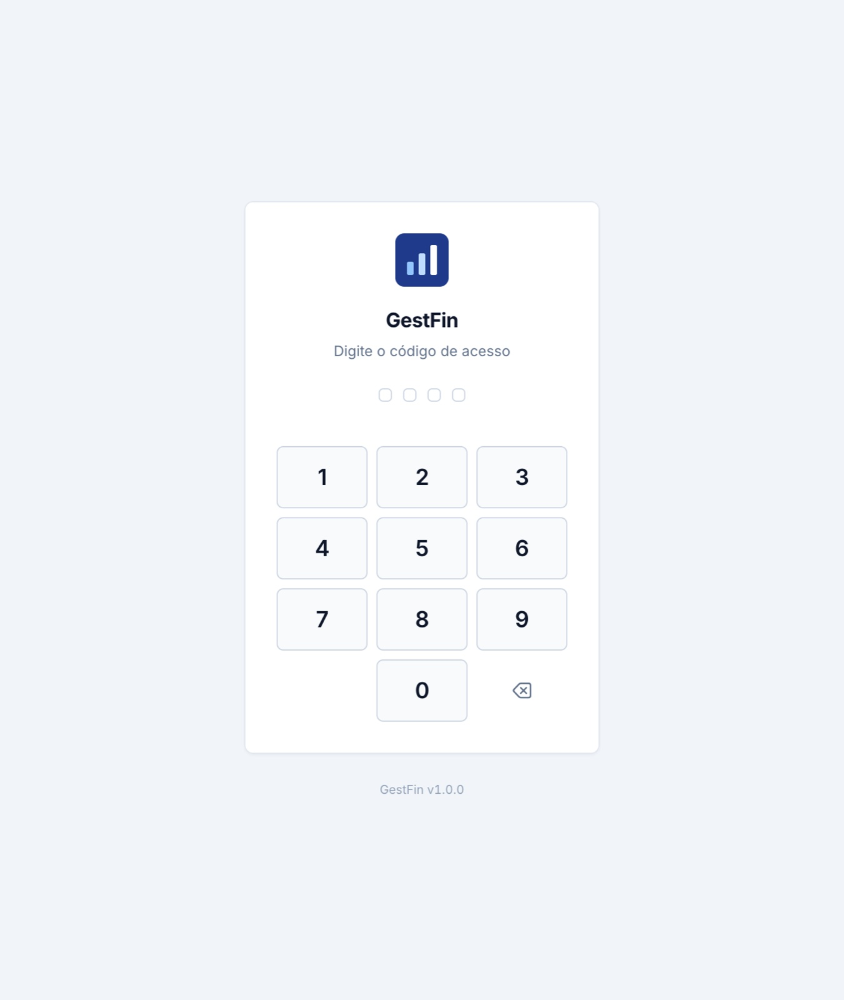 GestFin
Digite o código de acesso
1 2 3
4 5 6
7 8 9
0
GestFin v1.0.0